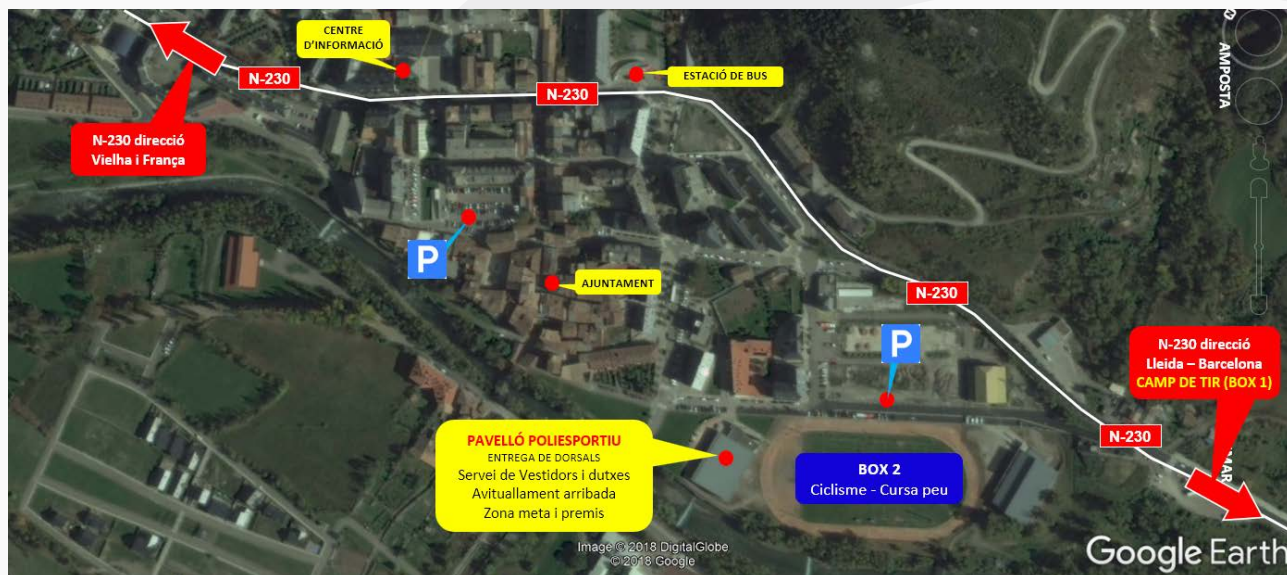 CENTRE
D'INFORMACIÓ
N-230
N-230
ESTACIÓ DE BUS
AMPOSTA
N-230 direcció
Vielha i França
P
AJUNTAMENT
N-230
P
N-230 direcció
Lleida – Barcelona
CAMP DE TIR (BOX 1)
N-230
MAR
PAVELLÓ POLIESPORTIU
ENTREGA DE DORSALS
Servei de Vestidors i dutxes
Avituallament arribada
Zona meta i premis
BOX 2
Ciclisme - Cursa peu
Image © 2018 DigitalGlobe
© 2018 Google
Google Earth